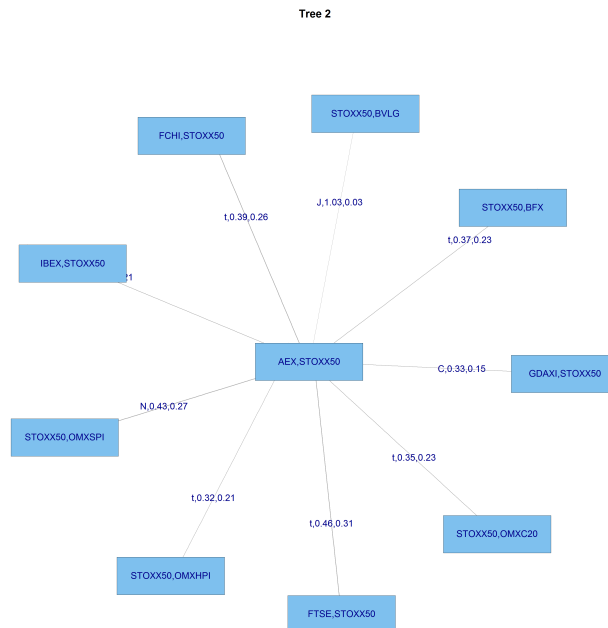 Tree 2
STOXX50,BVLG
FCHI,STOXX50
J,1.03,0.03
STOXX50,BFX
t,0.39,0.26
t,0.37,0.23
IBEX,STOXX50
21
AEX,STOXX50
C,0.33,0.15
GDAXI,STOXX50
N,0.43,0.27
STOXX50,OMXSPI
t,0.35,0.23
t,0.32,0.21
t,0.46,0.31
STOXX50,OMXC20
STOXX50,OMXHPI
FTSE,STOXX50